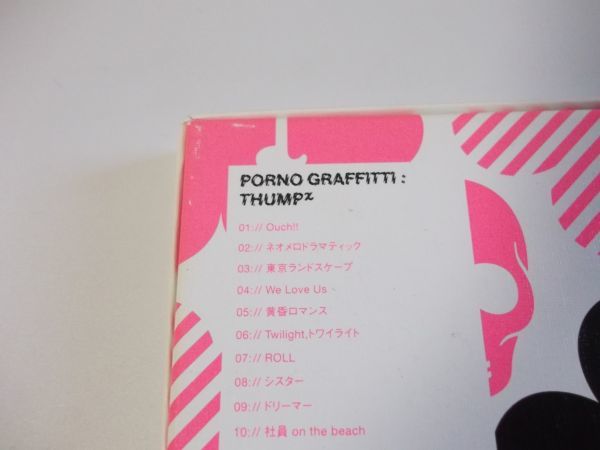 PORNO GRAFFITTI :
THUMPχ
01:// Ouch!!
02:// ネオメロドラマティック
03:// 東京ランドスケープ
04:// We Love Us
05:// 黄昏ロマンス
06:// Twilight,トワイライト
07:// ROLL
08:// シスター
09:// ドリーマー
10:// 社員 on the beach